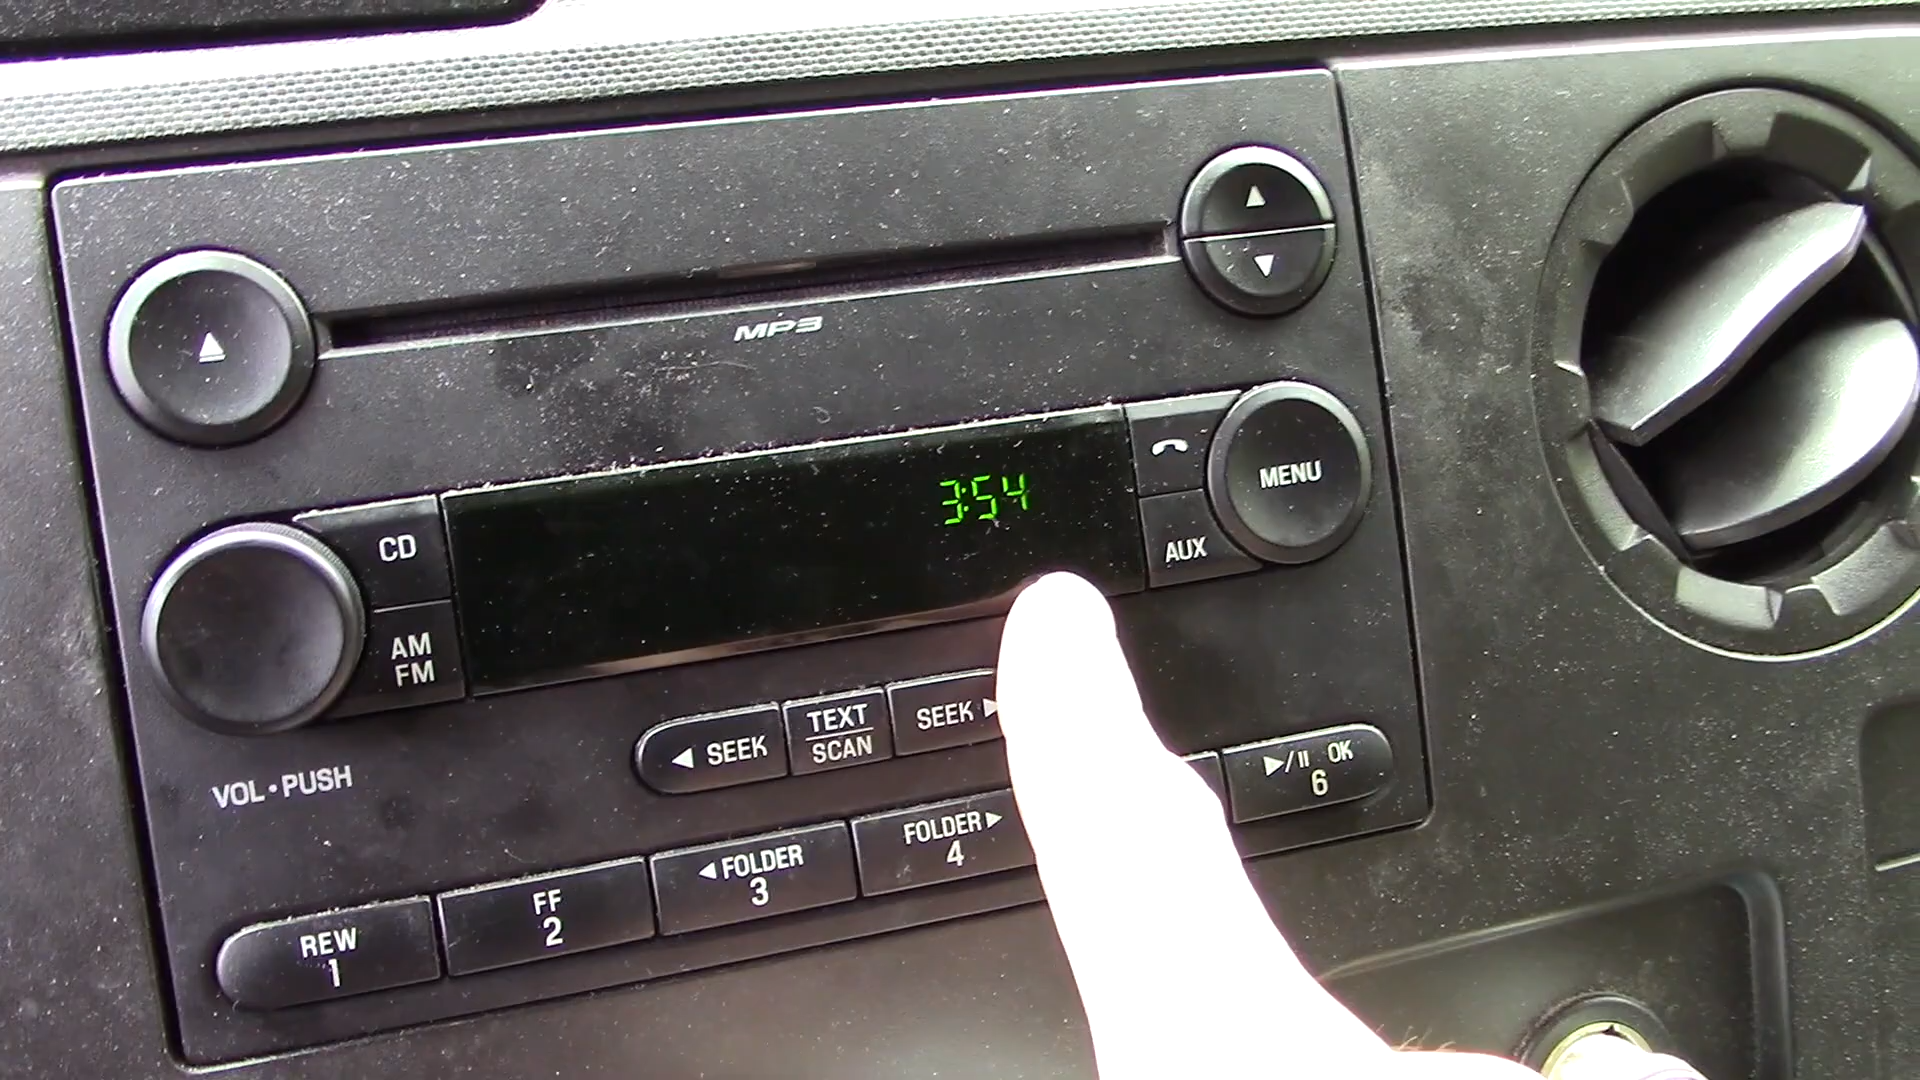 MP3
3:54
MENU
CD
AUX
AM
FM
SEEK
TEXT
SCAN
SEEK
OK
6
VOL•PUSH
FOLDER
4
FOLDER
3
FF
2
REW
1